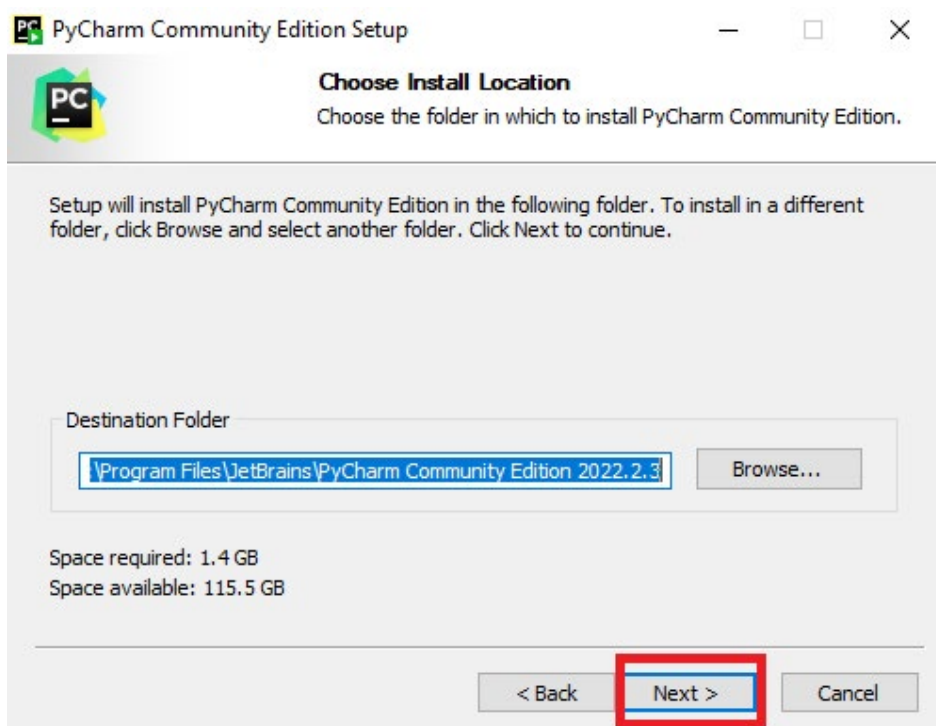 PyCharm Community Edition Setup
PC
Choose Install Location
Choose the folder in which to install PyCharm Community Edition.
Setup will install PyCharm Community Edition in the following folder. To install in a different
folder, click Browse and select another folder. Click Next to continue.
Destination Folder
:\Program Files\JetBrains\PyCharm Community Edition 2022.2.3
Browse...
Space required: 1.4 GB
Space available: 115.5 GB
< Back
Next >
Cancel